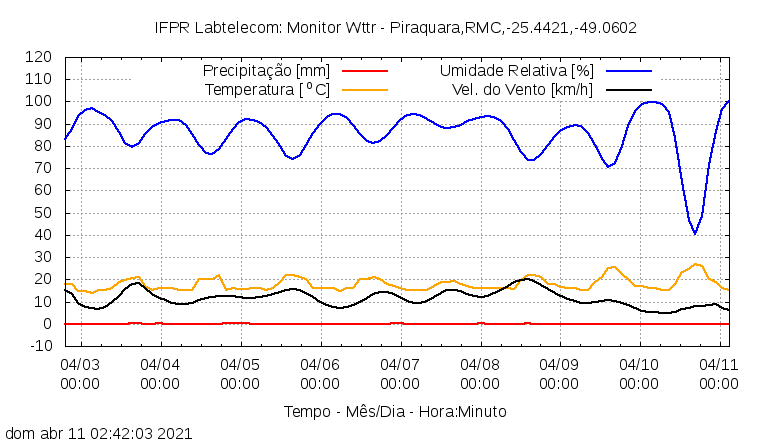 IFPR Labtelecom: Monitor Wttr - Piraquara,RMC,-25.4421,-49.0602
120
110
100
90
80
70
60
50
40
30
20
10
0
-10
Precipitação [mm]
Temperatura [⁰C]
Umidade Relativa [%]
Vel. do Vento [km/h]
04/03 04/04 04/05 04/06 04/07 04/08 04/09 04/10 04/11
00:00 00:00 00:00 00:00 00:00 00:00 00:00 00:00 00:00
Tempo - Mês/Dia - Hora:Minuto
dom abr 11 02:42:03 2021